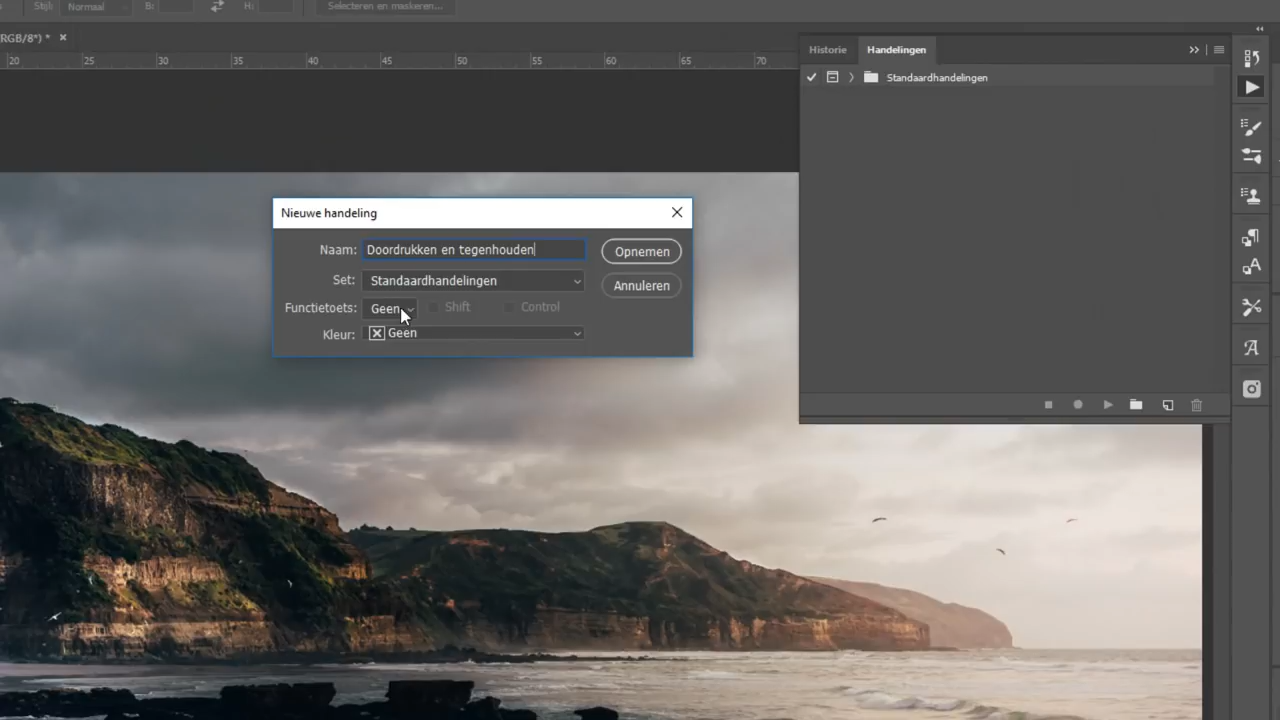 Stijl: Normaal B: H: Selecteren en maskeren...
RGB/8*) *
20 25 30 35 40 45 50 55 60 65 70
Historie Handelingen
Standaardhandelingen
Nieuwe handeling
Naam: Doordrukken en tegenhouden
Opnemen
Set: Standaardhandelingen
Annuleren
Functietoets: Geen Shift Control
Kleur: Geen